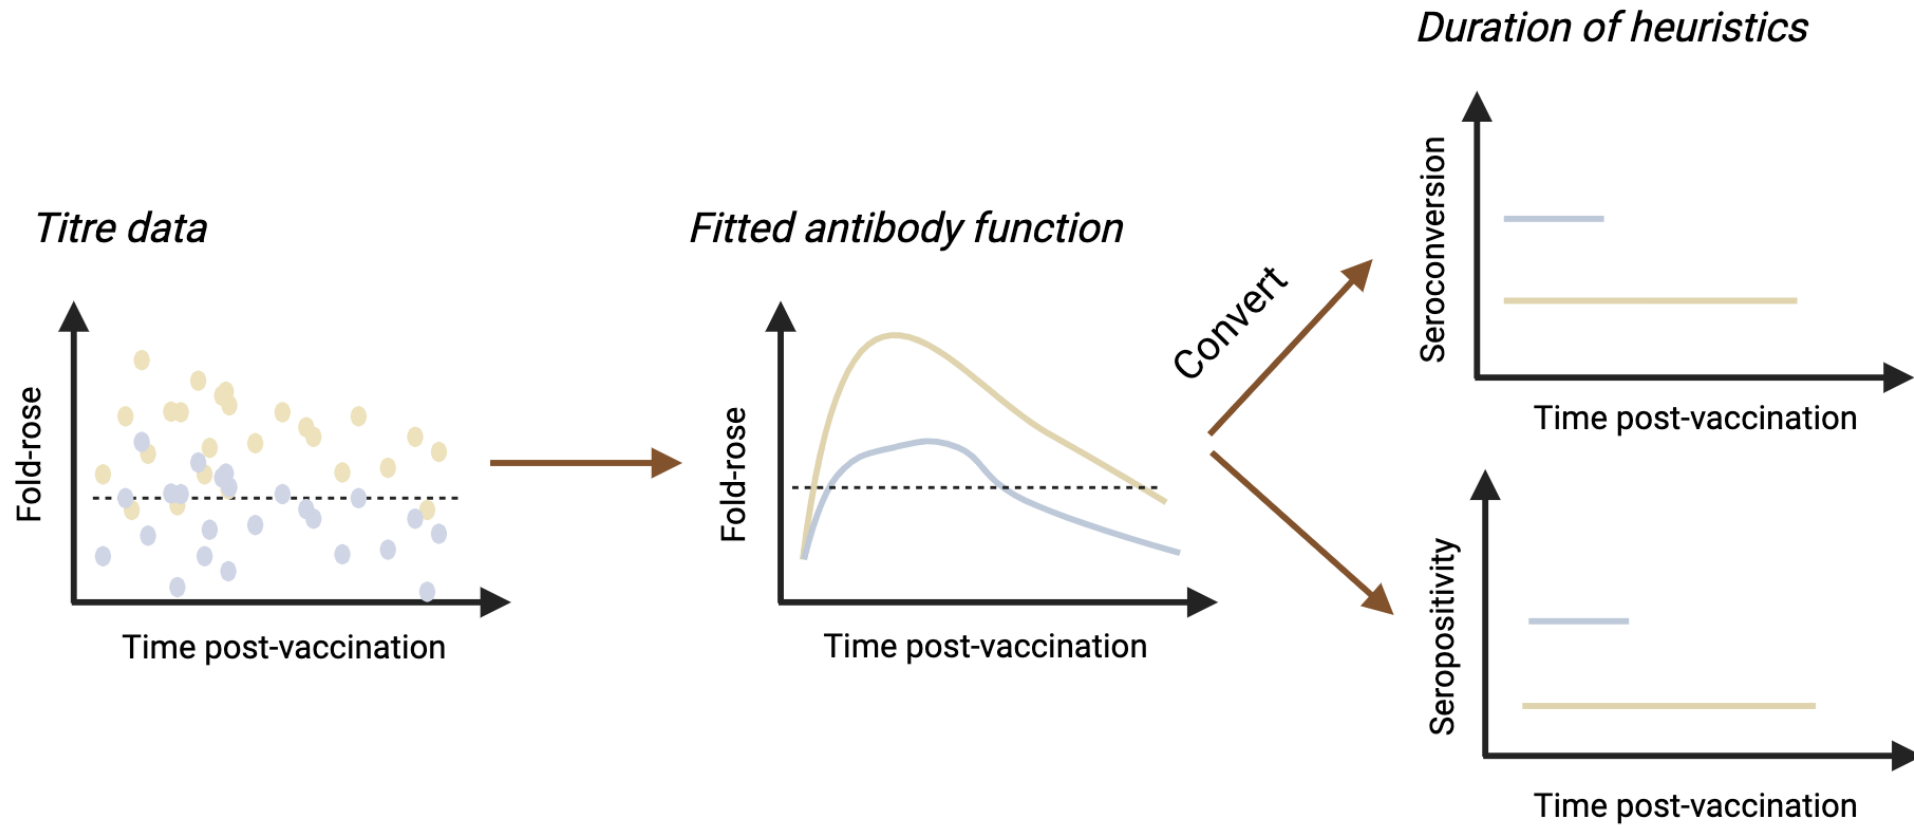 Duration of heuristics
Seroconversion
Time post-vaccination
Titre data
Fold-rose
Time post-vaccination
Fitted antibody function
Fold-rose
Time post-vaccination
Convert
Seropositivity
Time post-vaccination